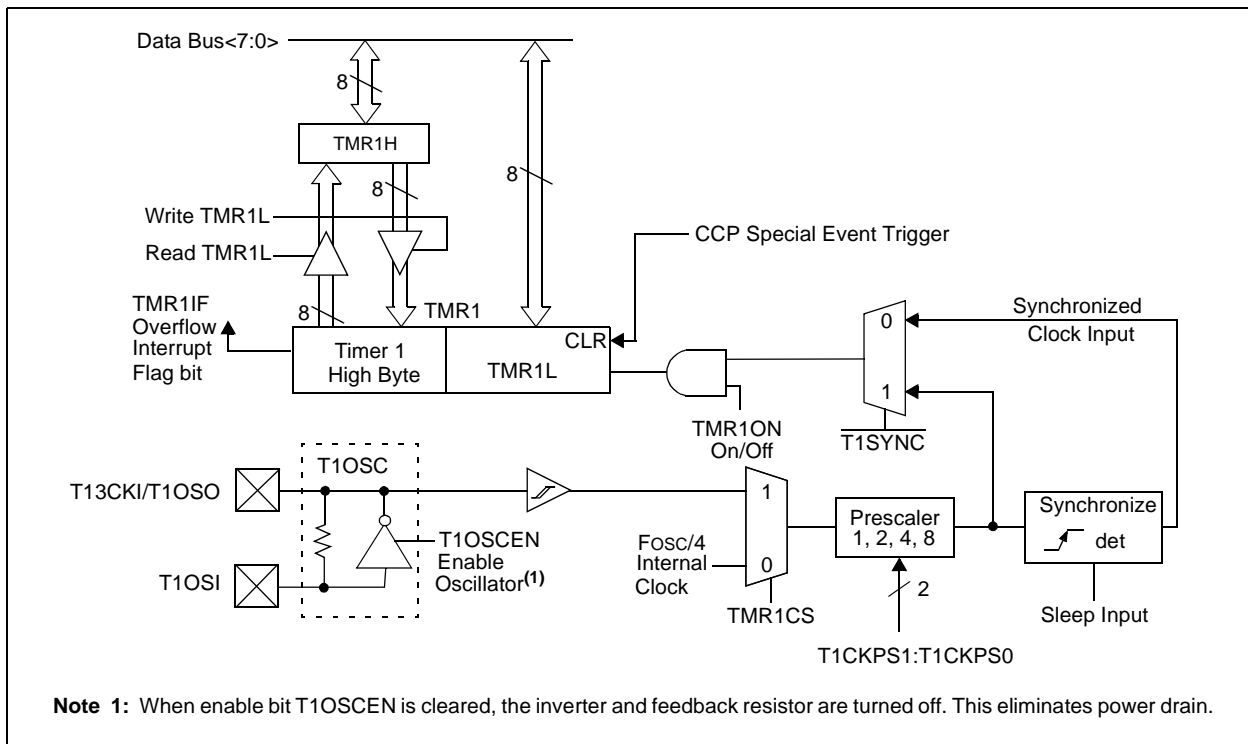 Data Bus<7:0>
8
TMR1H
8
8
Write TMR1L
CCP Special Event Trigger
Read TMR1L
8
TMR1
TMR1IF
Overflow
Interrupt
Flag bit
Timer 1
High Byte
TMR1L
CLR
0
1
Synchronized
Clock Input
TMR1ON
On/Off
T1SYNC
T1OSC
T13CKI/T1OSO
T1OSI
T1OSCEN
Enable
Oscillator(1)
FOSC/4
Internal
Clock
1
0
TMR1CS
Prescaler
1, 2, 4, 8
2
T1CKPS1:T1CKPS0
Synchronize
det
Sleep Input
Note 1: When enable bit T1OSCEN is cleared, the inverter and feedback resistor are turned off. This eliminates power drain.